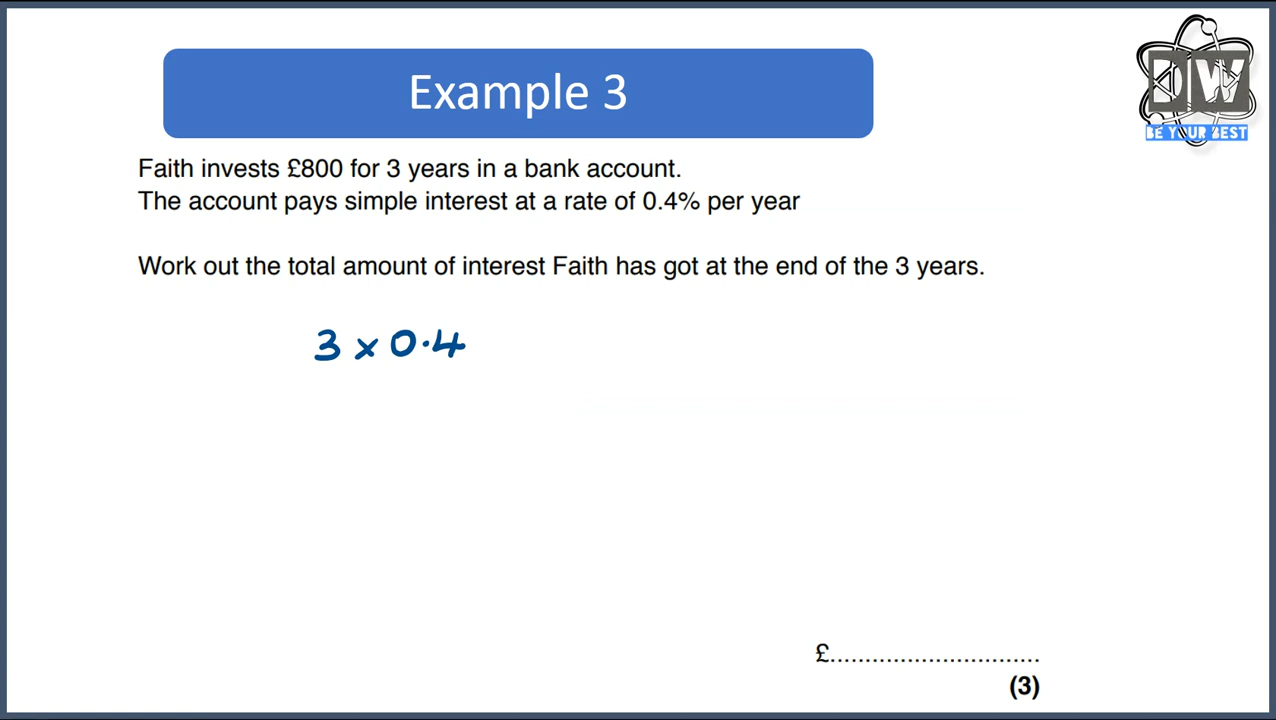 Example 3
D W
BE YOUR BEST
Faith invests £800 for 3 years in a bank account.
The account pays simple interest at a rate of 0.4% per year
Work out the total amount of interest Faith has got at the end of the 3 years.
3 × 0·4
£..............................
(3)